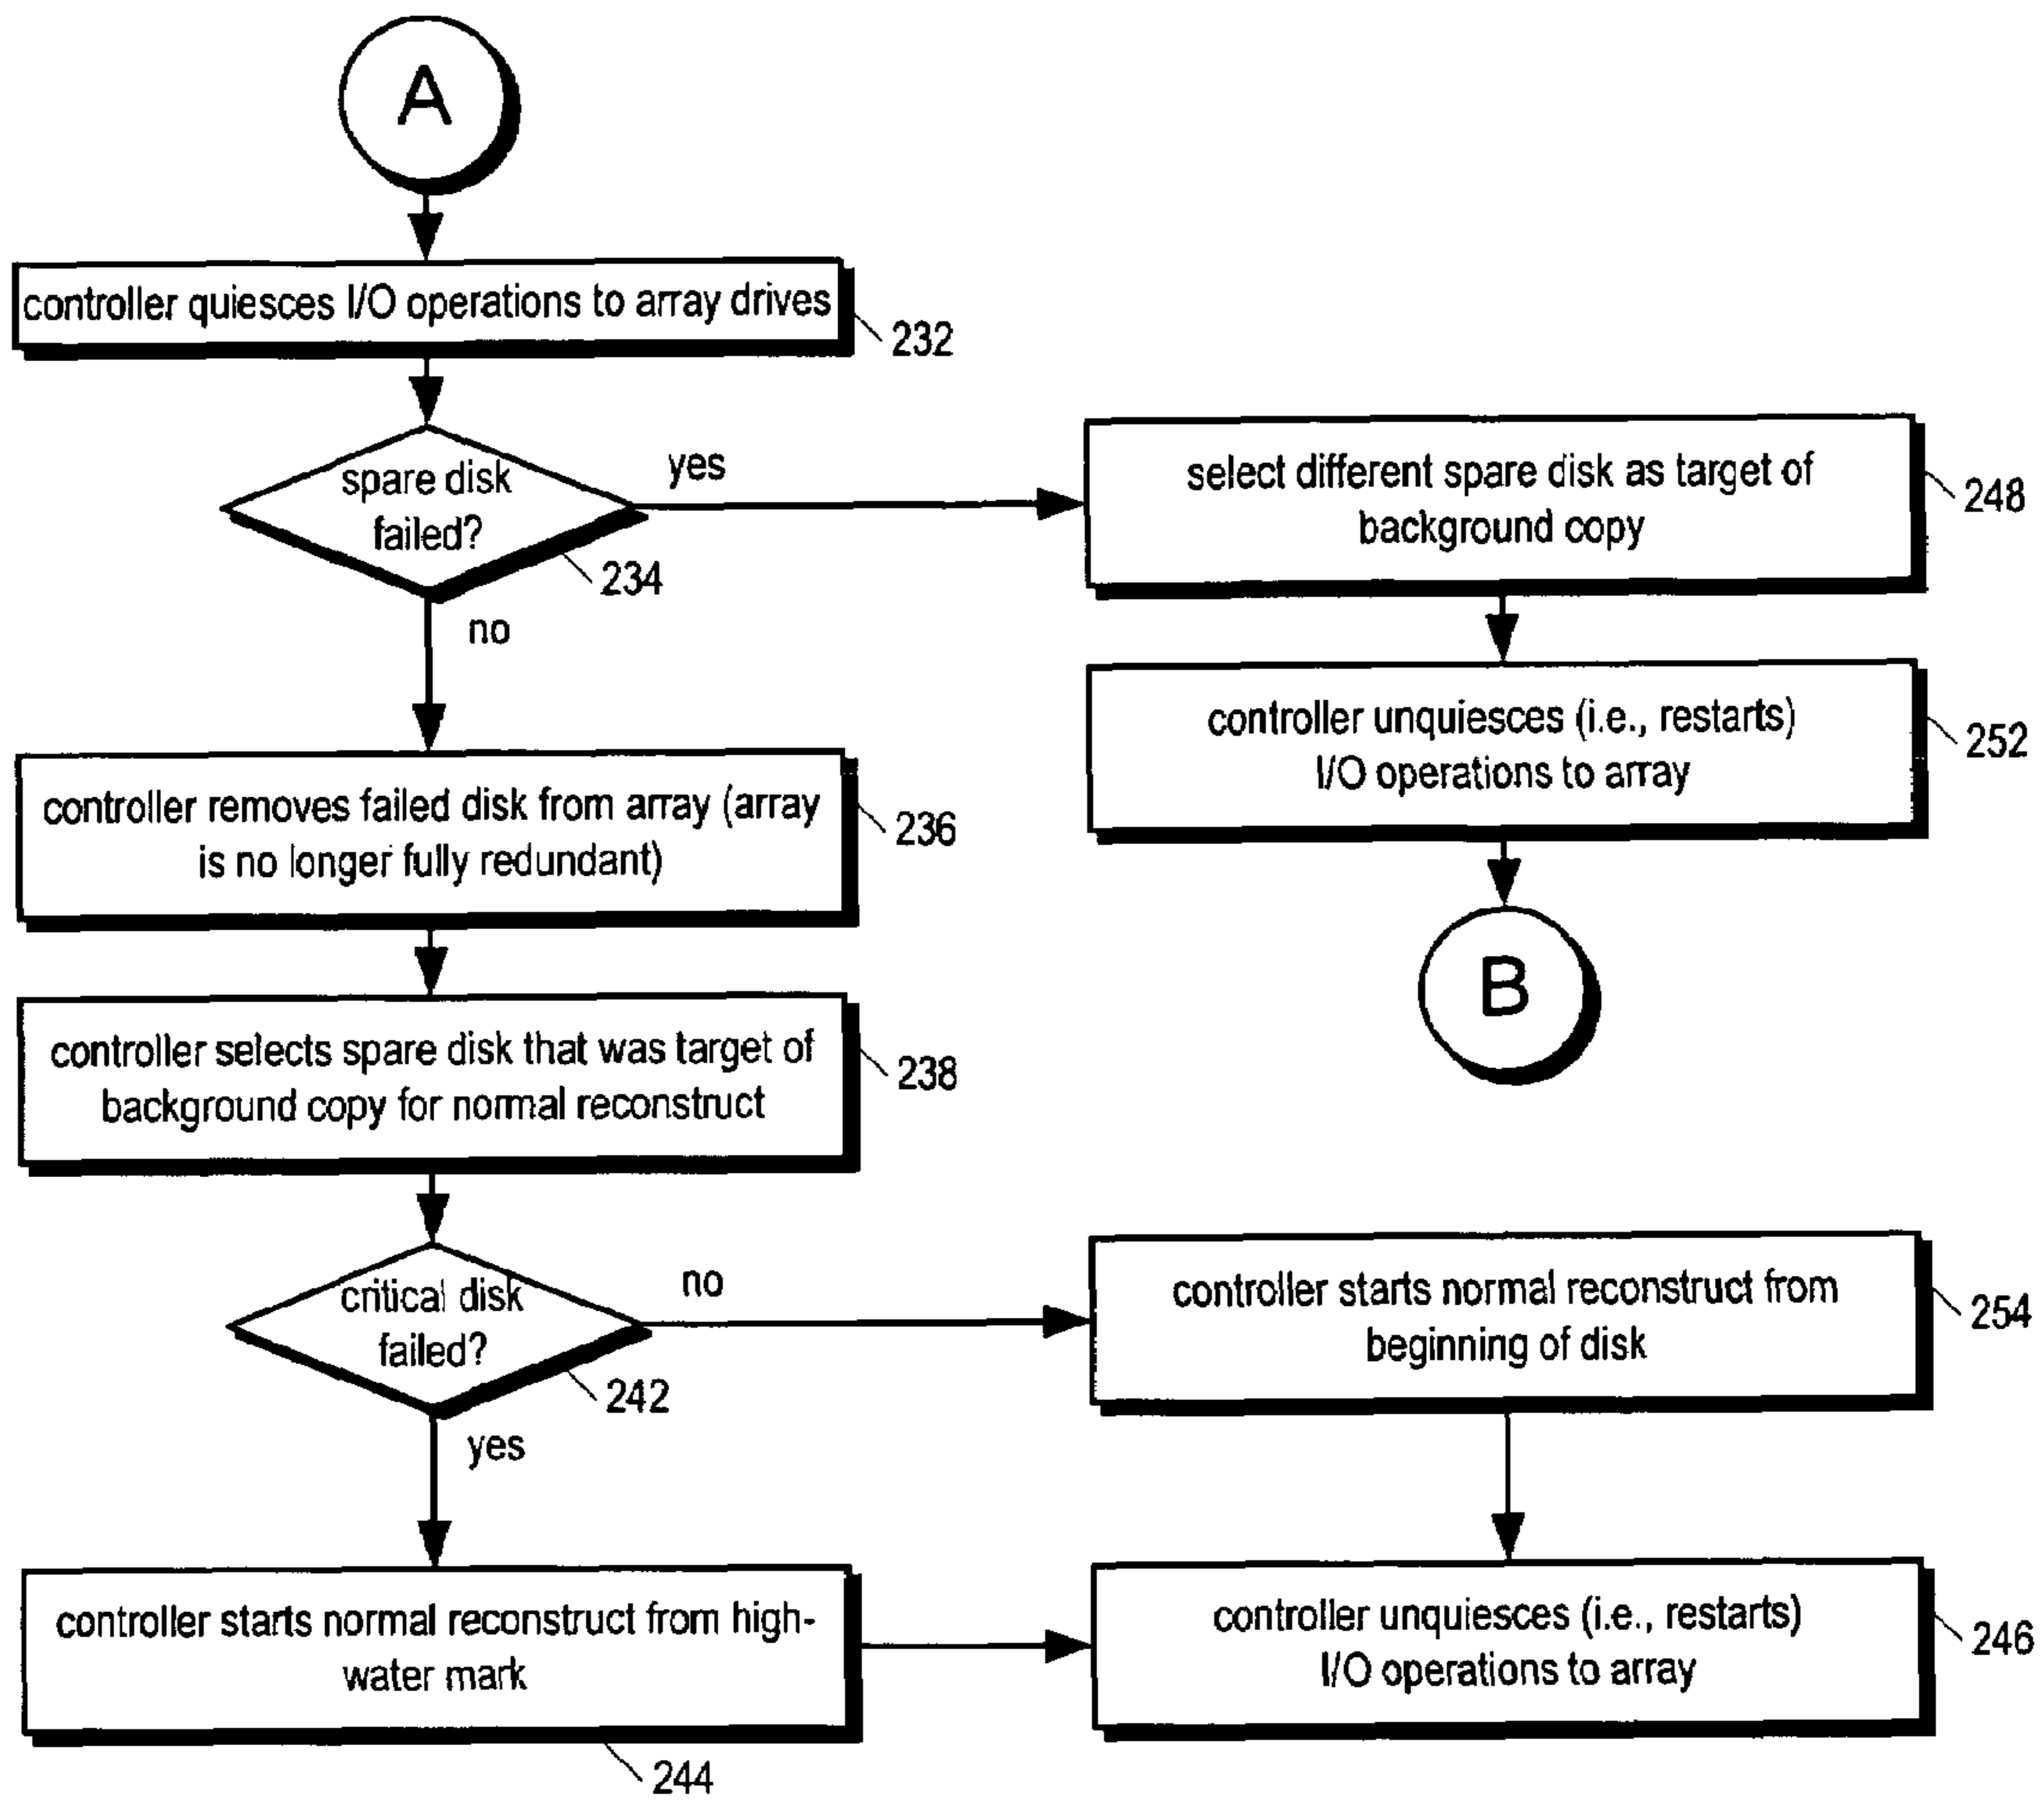 A
controller quiesces I/O operations to array drives
232
spare disk
failed?
234
yes
no
select different spare disk as target of
background copy
248
controller unquiesces (i.e., restarts)
I/O operations to array
252
B
controller removes failed disk from array (array
is no longer fully redundant)
236
controller selects spare disk that was target of
background copy for normal reconstruct
238
critical disk
failed?
242
no
yes
controller starts normal reconstruct from
beginning of disk
254
controller starts normal reconstruct from high-
water mark
244
controller unquiesces (i.e., restarts)
I/O operations to array
246